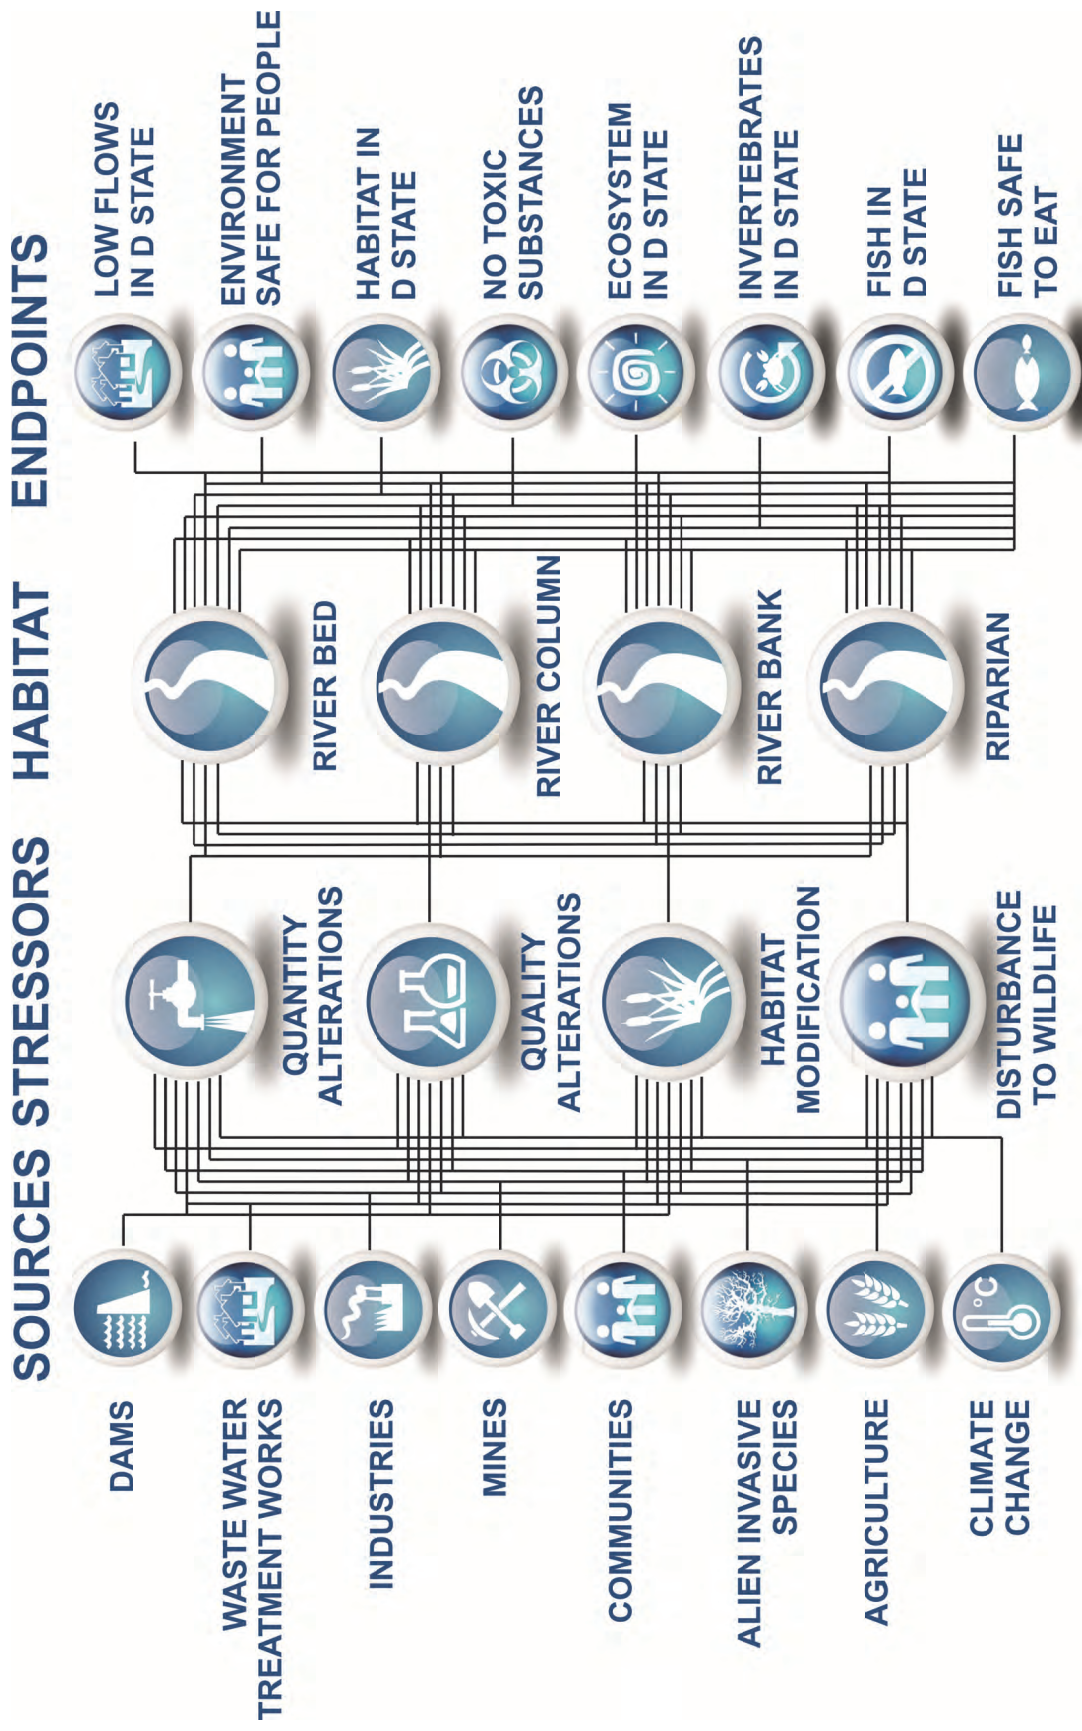 SOURCES STRESSORS HABITAT ENDPOINTS
DAMS
WASTE WATER
TREATMENT WORKS
INDUSTRIES
MINES
COMMUNITIES
ALIEN INVASIVE
SPECIES
AGRICULTURE
CLIMATE
CHANGE
°C
QUANTITY
ALTERATIONS
QUALITY
ALTERATIONS
HABITAT
MODIFICATION
DISTURBANCE
TO WILDLIFE
RIVER BED
RIVER COLUMN
RIVER BANK
RIPARIAN
LOW FLOWS
IN D STATE
ENVIRONMENT
SAFE FOR PEOPLE
HABITAT IN
D STATE
NO TOXIC
SUBSTANCES
ECOSYSTEM
IN D STATE
INVERTEBRATES
IN D STATE
FISH IN
D STATE
FISH SAFE
TO EAT